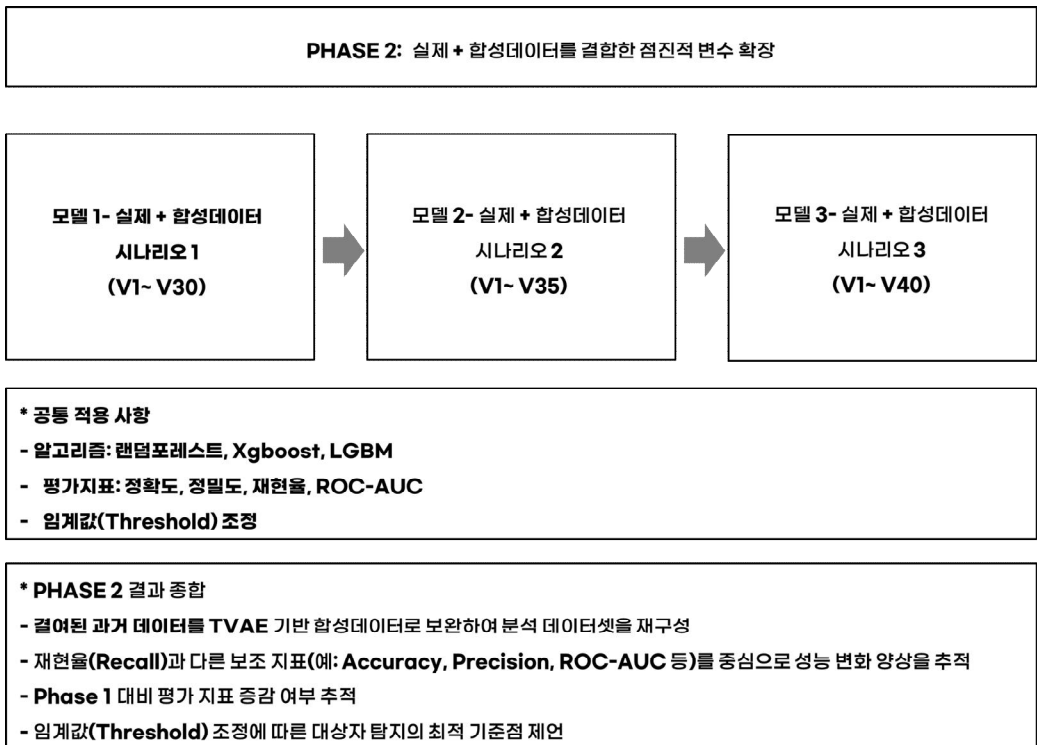 PHASE 2: 실제 + 합성데이터를 결합한 점진적 변수 확장
모델 1- 실제 + 합성데이터
시나리오 1
(V1~ V30)
모델 2- 실제 + 합성데이터
시나리오 2
(V1~ V35)
모델 3- 실제 + 합성데이터
시나리오 3
(V1~ V40)
* 공통 적용 사항
- 알고리즘: 랜덤포레스트, Xgboost, LGBM
- 평가지표: 정확도, 정밀도, 재현율, ROC-AUC
- 임계값(Threshold) 조정
* PHASE 2 결과 종합
- 결여된 과거 데이터를 TVAE 기반 합성데이터로 보완하여 분석 데이터셋을 재구성
- 재현율(Recall)과 다른 보조 지표(예: Accuracy, Precision, ROC-AUC 등)를 중심으로 성능 변화 양상을 추적
- Phase 1 대비 평가 지표 증감 여부 추적
- 임계값(Threshold) 조정에 따른 대상자 탐지의 최적 기준점 제언